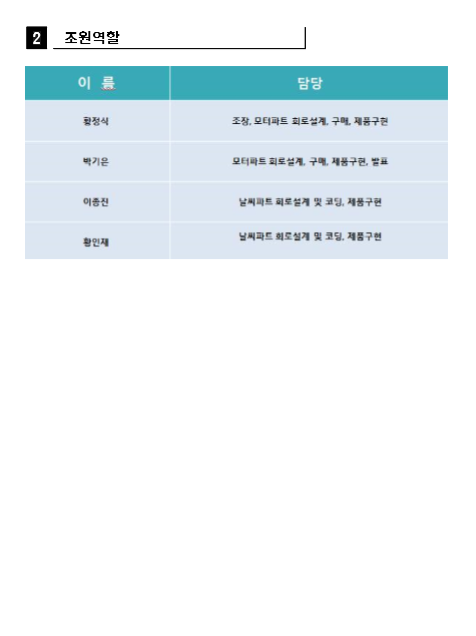 2 조원역할
이 름 담당
황정식 조장, 모터파트 회로설계, 구매, 제품구현
박기은 모터파트 회로설계, 구매, 제품구현, 발표
이종진 날씨파트 회로설계 및 코딩, 제품구현
황인재 날씨파트 회로설계 및 코딩, 제품구현